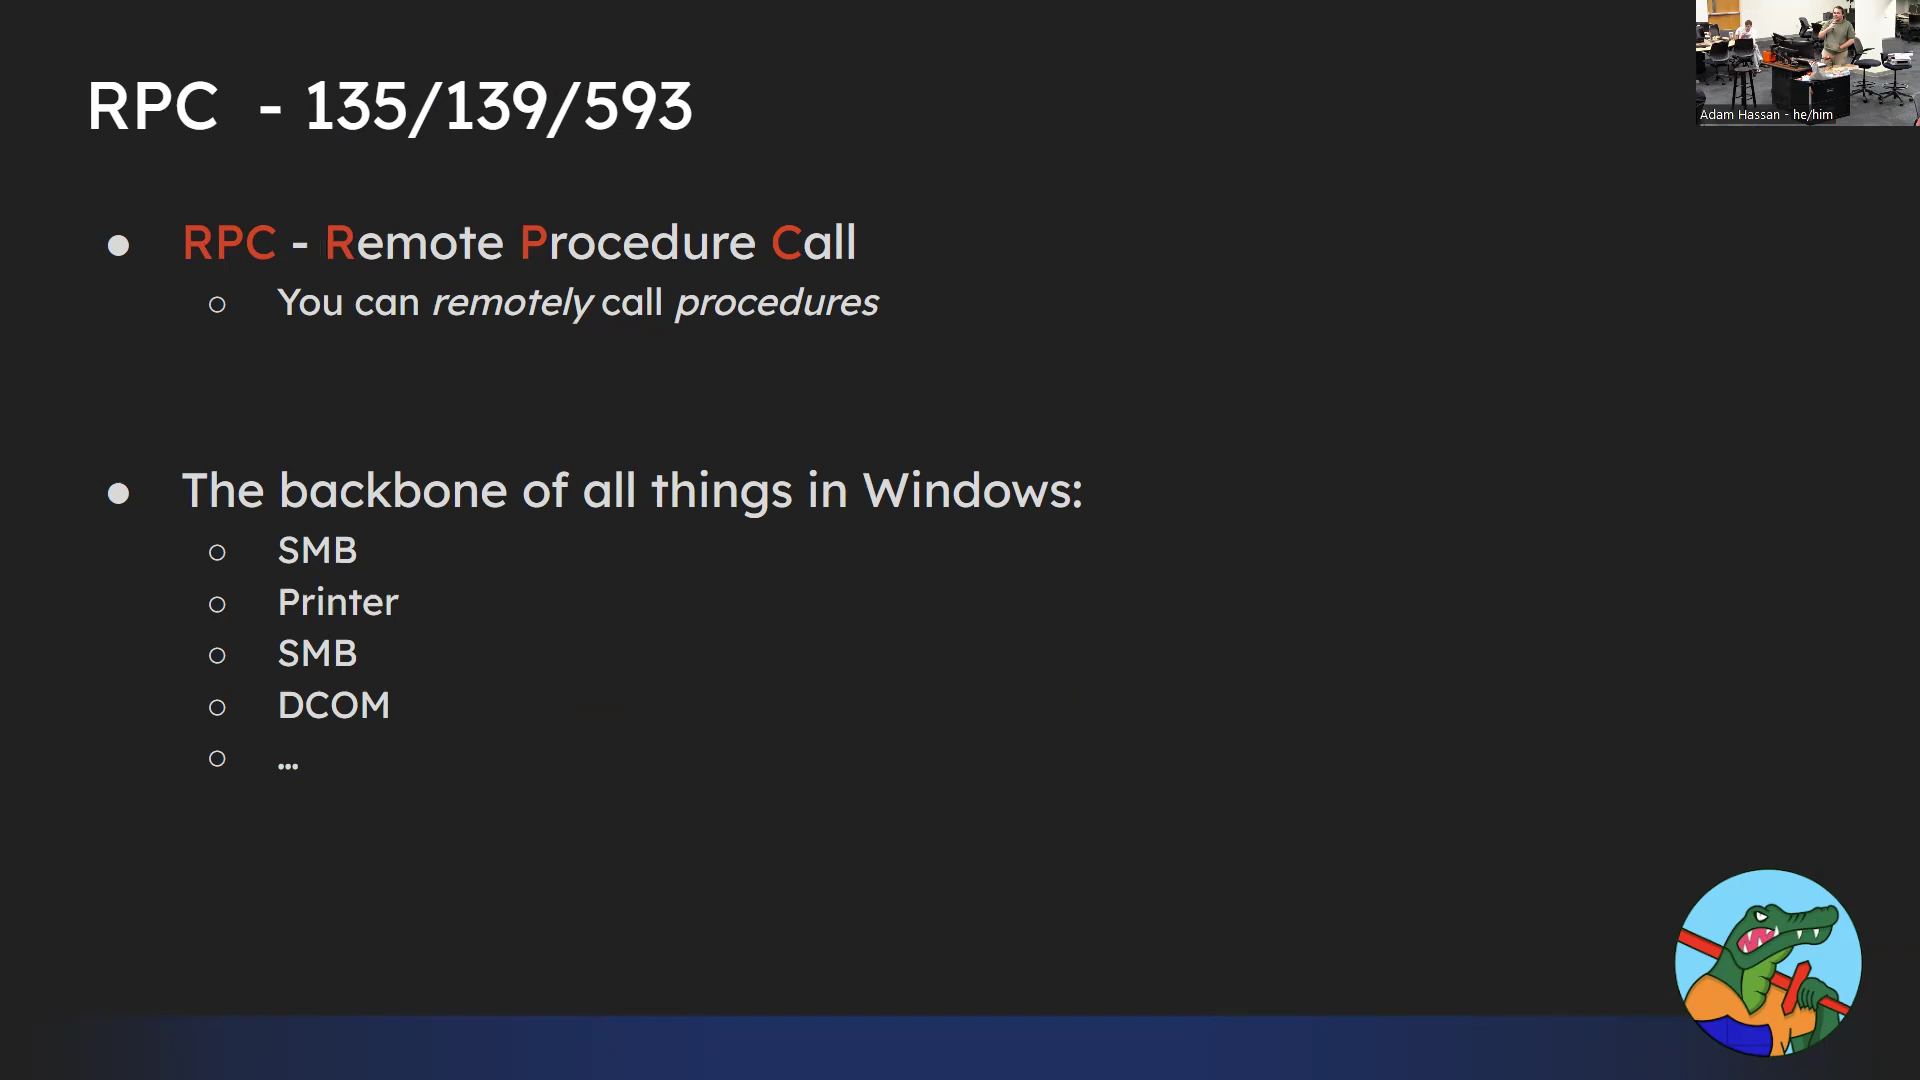 RPC - 135/139/593
Adam Hassan - he/him
● RPC - Remote Procedure Call
○ You can remotely call procedures
● The backbone of all things in Windows:
○ SMB
○ Printer
○ SMB
○ DCOM
○ ...